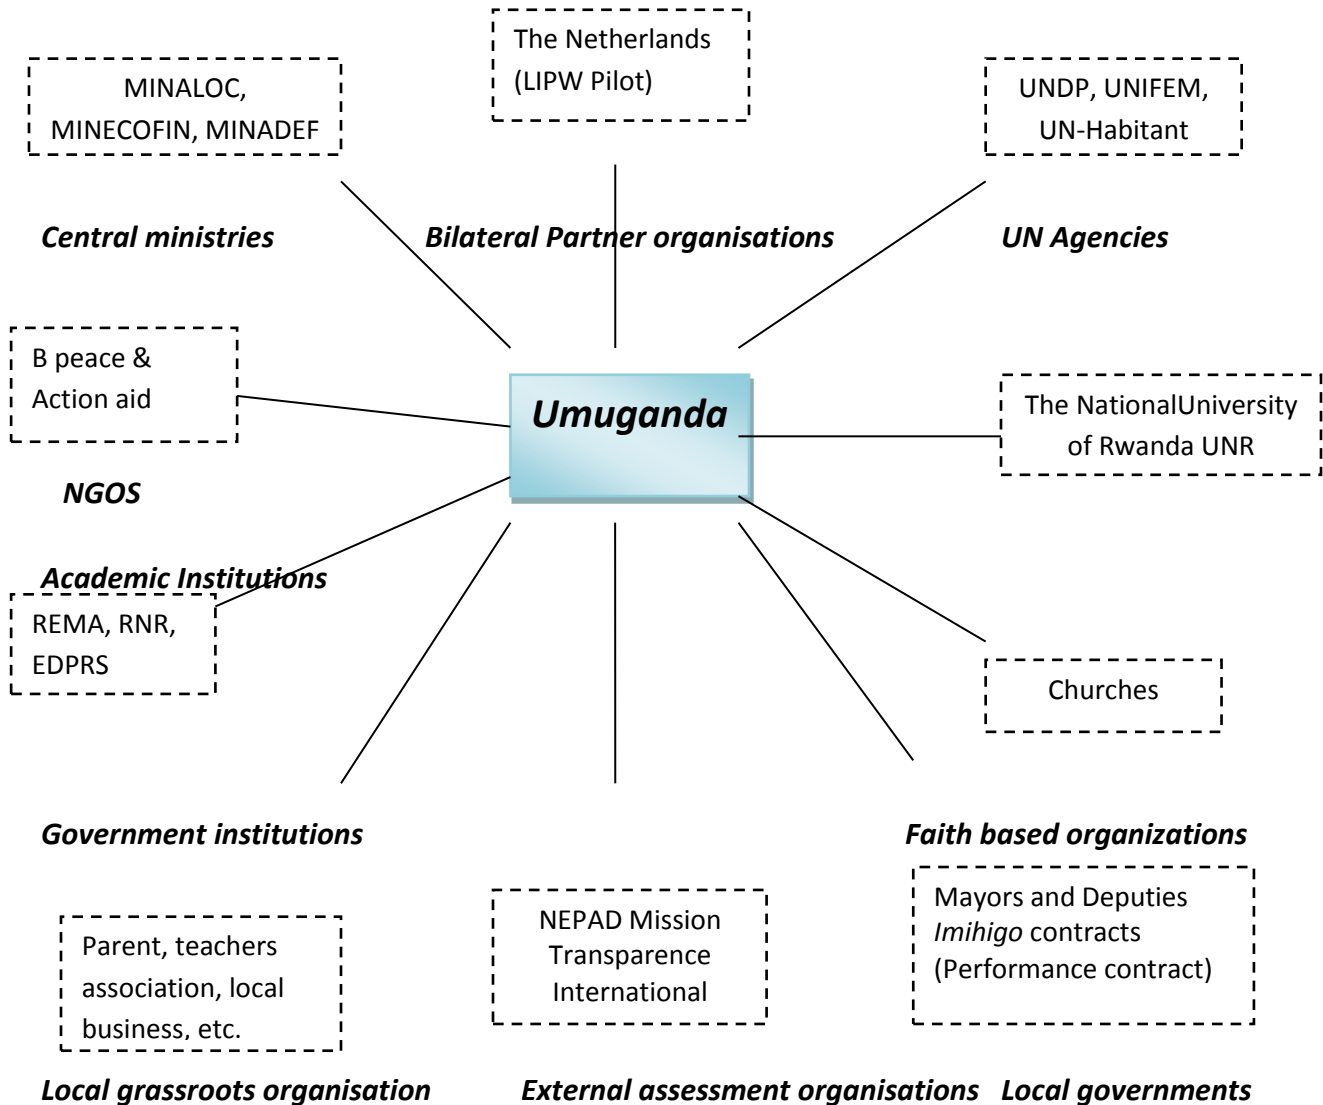 The Netherlands
(LIPW Pilot)
MINALOC,
MINECOFIN, MINADEF
UNDP, UNIFEM,
UN-Habitant
Central ministries
Bilateral Partner organisations
UN Agencies
B peace &
Action aid
Umuganda
The NationalUniversity
of Rwanda UNR
NGOS
Academic Institutions
REMA, RNR,
EDPRS
Churches
Government institutions
Faith based organizations
Parent, teachers
association, local
business, etc.
NEPAD Mission
Transparence
International
Mayors and Deputies
Imihigo contracts
(Performance contract)
Local grassroots organisation
External assessment organisations
Local governments